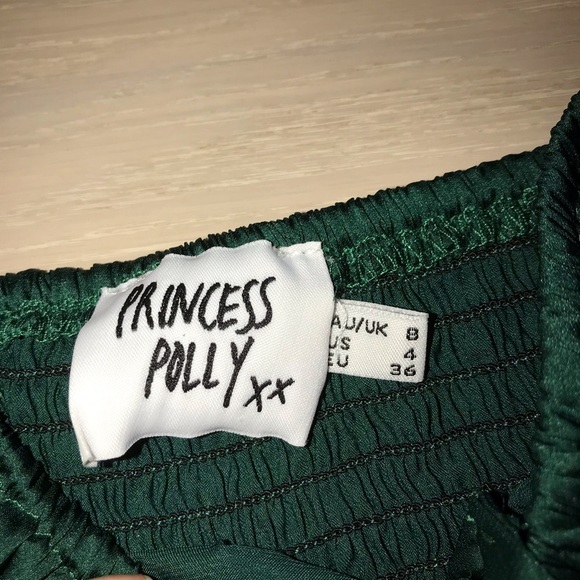 PRINCESS
POLLY xx
AU/UK 8
US 4
EU 36